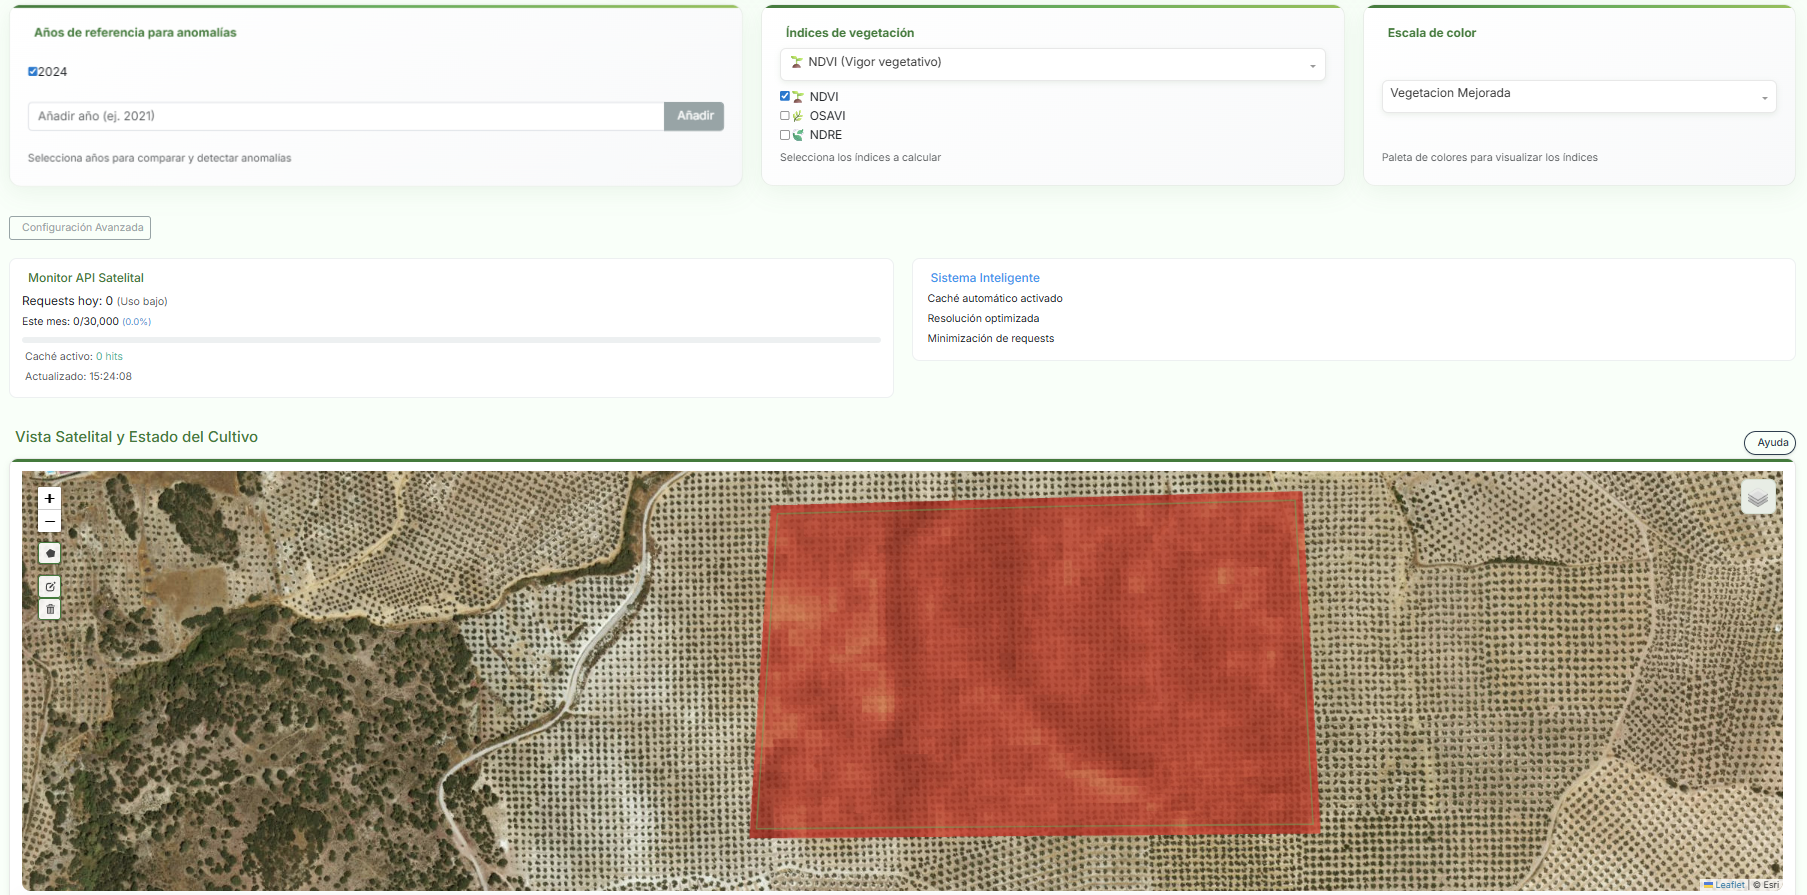 Años de referencia para anomalías
2024
Añadir año (ej. 2021)
Añadir
Selecciona años para comparar y detectar anomalías
Índices de vegetación
NDVI (Vigor vegetativo)
NDVI
OSAVI
NDRE
Selecciona los índices a calcular
Escala de color
Vegetacion Mejorada
Paleta de colores para visualizar los índices
Configuración Avanzada
Monitor API Satelital
Requests hoy: 0 (Uso bajo)
Este mes: 0/30,000 (0.0%)
Caché activo: 0 hits
Actualizado: 15:24:08
Sistema Inteligente
Caché automático activado
Resolución optimizada
Minimización de requests
Vista Satelital y Estado del Cultivo
Ayuda
+
−
Leaflet | © Esri